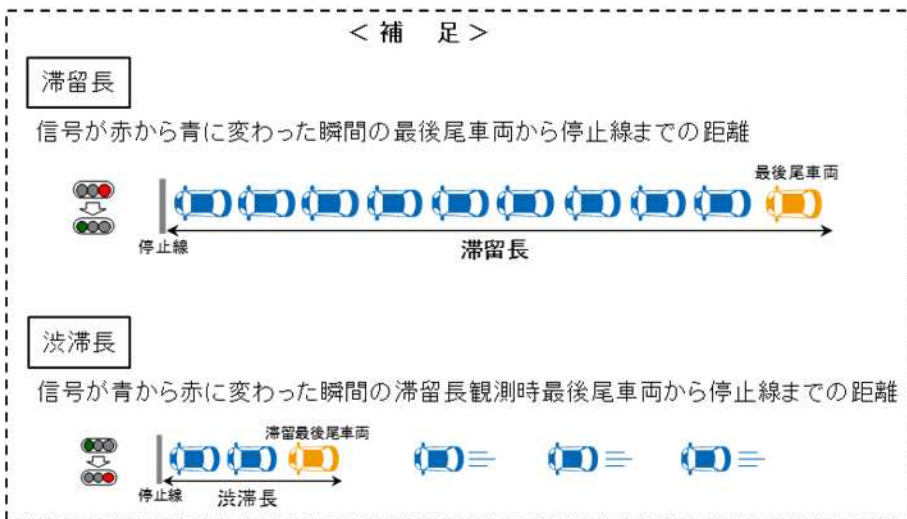 ＜補　足＞
滞留長
信号が赤から青に変わった瞬間の最後尾車両から停止線までの距離
最後尾車両
停止線
滞留長
渋滞長
信号が青から赤に変わった瞬間の滞留長観測時最後尾車両から停止線までの距離
滞留最後尾車両
停止線
渋滞長